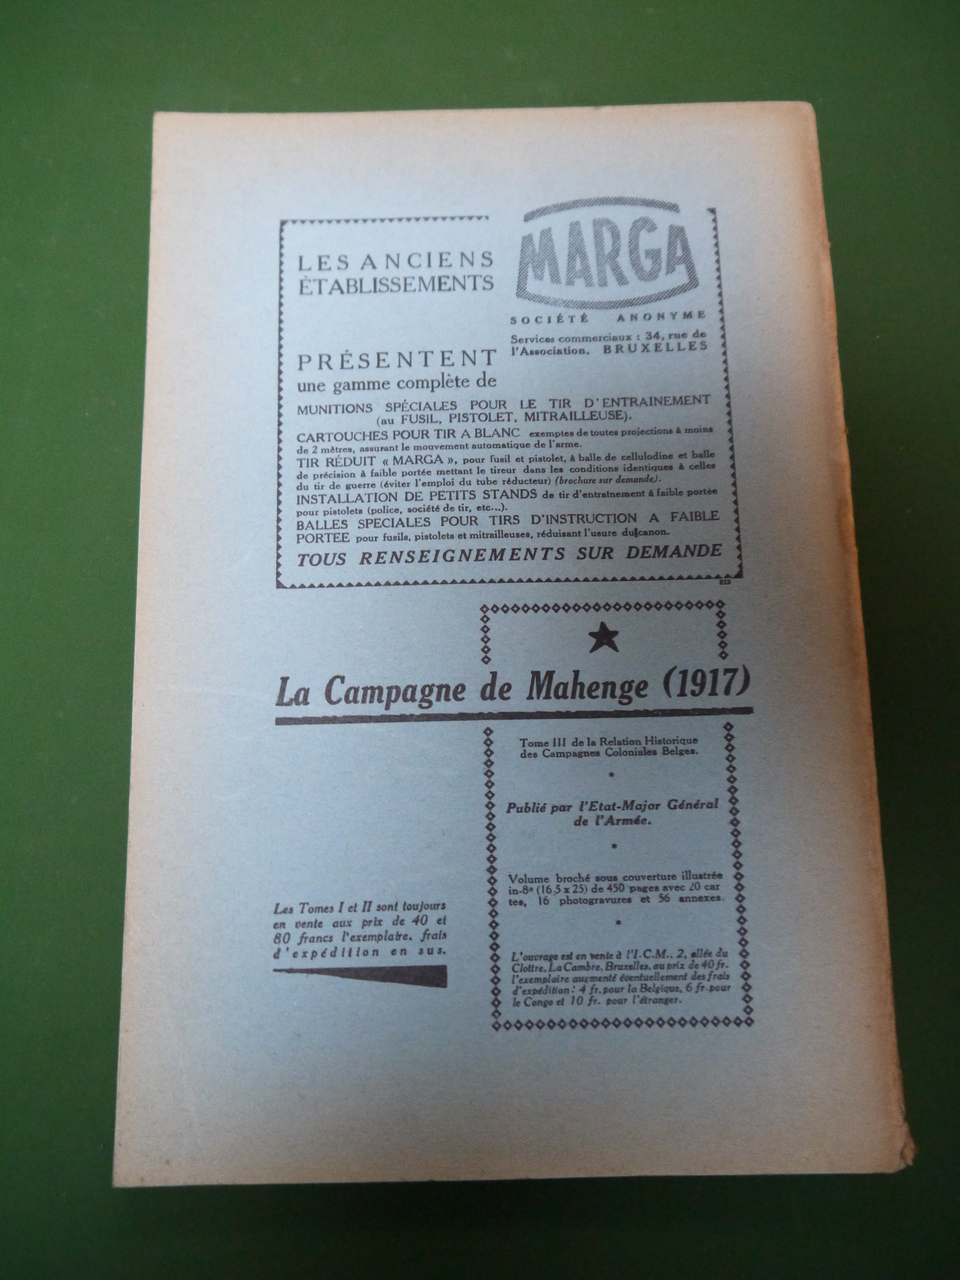 LES ANCIENS
ÉTABLISSEMENTS
MARGA
SOCIÉTÉ ANONYME
Services commerciaux : 34, rue de
l'Association, BRUXELLES
PRÉSENTENT
une gamme complète de
MUNITIONS SPÉCIALES POUR LE TIR D'ENTRAINEMENT
(au FUSIL, PISTOLET, MITRAILLEUSE).
CARTOUCHES POUR TIR A BLANC exemptes de toutes projections à moins
de 2 mètres, assurant le mouvement automatique de l'arme.
TIR RÉDUIT « MARGA », pour fusil et pistolet, à balle de cellulodine et balle
de précision à faible portée mettant le tireur dans les conditions identiques à celles
du tir de guerre (éviter l'emploi du tube réducteur) (brochure sur demande).
INSTALLATION DE PETITS STANDS de tir d'entraînement à faible portée
pour pistolets (police, société de tir, etc...).
BALLES SPECIALES POUR TIRS D'INSTRUCTION A FAIBLE
PORTEE pour fusils, pistolets et mitrailleuses, réduisant l'usure du canon.
TOUS RENSEIGNEMENTS SUR DEMANDE
La Campagne de Mahenge (1917)
Tome III de la Relation Historique
des Campagnes Coloniales Belges.
*
Publié par l'Etat-Major Général
de l'Armée.
*
Volume broché sous couverture illustrée
in-8° (16,5 x 25) de 450 pages avec 20 car
tes, 16 photogravures et 56 annexes.
*
L'ouvrage est en vente à l'I.C.M., 2, allée du
Cloître, La Cambre, Bruxelles, au prix de 40 fr.
l'exemplaire augmenté éventuellement des frais
d'expédition : 4 fr. pour la Belgique, 6 fr. pour
le Congo et 10 fr. pour l'étranger.
Les Tomes I et II sont toujours
en vente aux prix de 40 et
80 francs l'exemplaire, frais
d'expédition en sus.